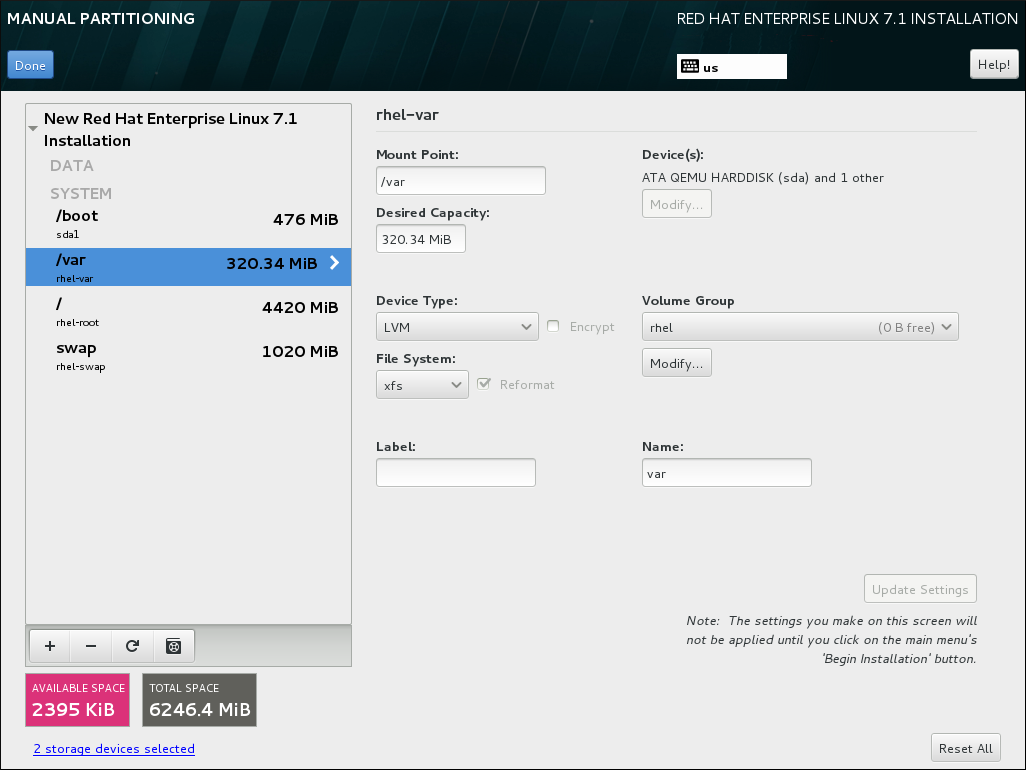 MANUAL PARTITIONING
RED HAT ENTERPRISE LINUX 7.1 INSTALLATION
Done
us
Help!
New Red Hat Enterprise Linux 7.1
Installation
DATA
SYSTEM
/boot
476 MiB
sda1
/var
320.34 MiB
rhel-var
/
4420 MiB
rhel-root
swap
1020 MiB
rhel-swap
+ −
AVAILABLE SPACE
2395 KiB
TOTAL SPACE
6246.4 MiB
2 storage devices selected
rhel-var
Mount Point:
/var
Desired Capacity:
320.34 MiB
Device(s):
ATA QEMU HARDDISK (sda) and 1 other
Modify...
Device Type:
LVM
Encrypt
File System:
xfs
Reformat
Volume Group
rhel (0 B free)
Modify...
Label:
Name:
var
Update Settings
Note: The settings you make on this screen will
not be applied until you click on the main menu's
'Begin Installation' button.
Reset All